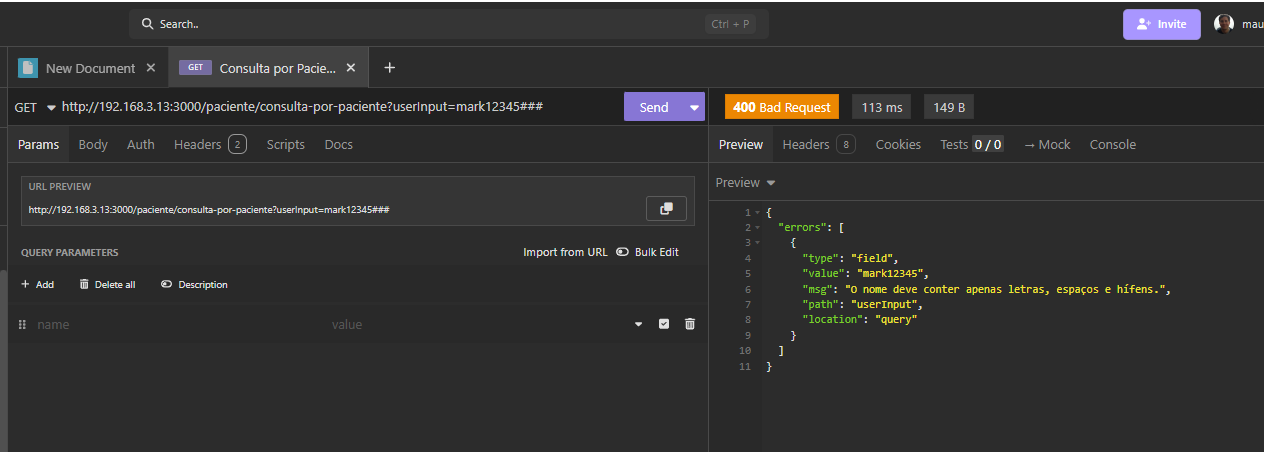 Search..
Ctrl + P
Invite
mau
New Document
GET Consulta por Pacie...
GET http://192.168.3.13:3000/paciente/consulta-por-paciente?userInput=mark12345###
Send
400 Bad Request
113 ms
149 B
Params Body Auth Headers 2 Scripts Docs
Preview Headers 8 Cookies Tests 0 / 0 → Mock Console
URL PREVIEW
http://192.168.3.13:3000/paciente/consulta-por-paciente?userInput=mark12345###
QUERY PARAMETERS
Import from URL Bulk Edit
+ Add Delete all Description
name value
Preview
1 {
2 "errors": [
3 {
4 "type": "field",
5 "value": "mark12345",
6 "msg": "O nome deve conter apenas letras, espaços e hífens.",
7 "path": "userInput",
8 "location": "query"
9 }
10 ]
11 }